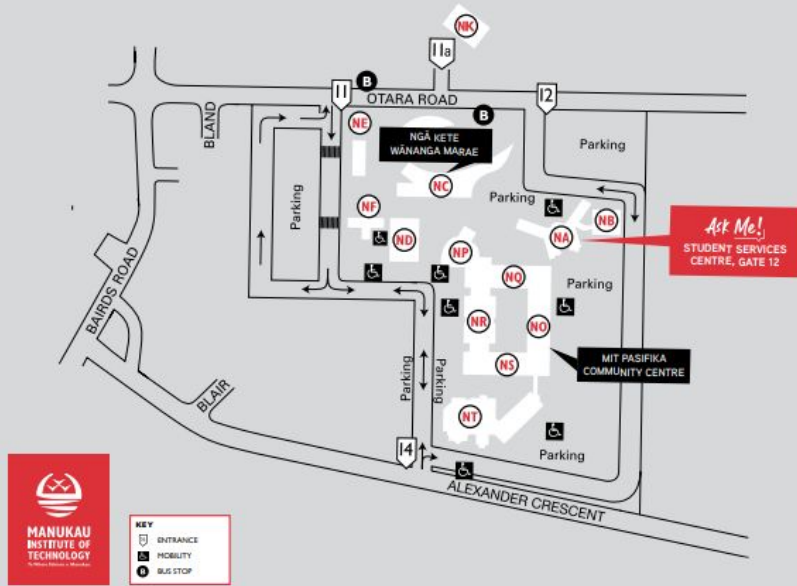 NK
11a
11
B
OTARA ROAD
12
BLAND
NE
B
NGĀ KETE
WĀNANGA MARAE
Parking
NC
Parking
Parking
NF
NB
Ask Me!
STUDENT SERVICES
CENTRE, GATE 12
NA
ND
NP
NQ
Parking
BAIRDS ROAD
NR
NO
MIT PASIFIKA
COMMUNITY CENTRE
NS
Parking
Parking
BLAIR
NT
14
Parking
ALEXANDER CRESCENT
MANUKAU
INSTITUTE OF
TECHNOLOGY
KEY
ENTRANCE
MOBILITY
B BUS STOP